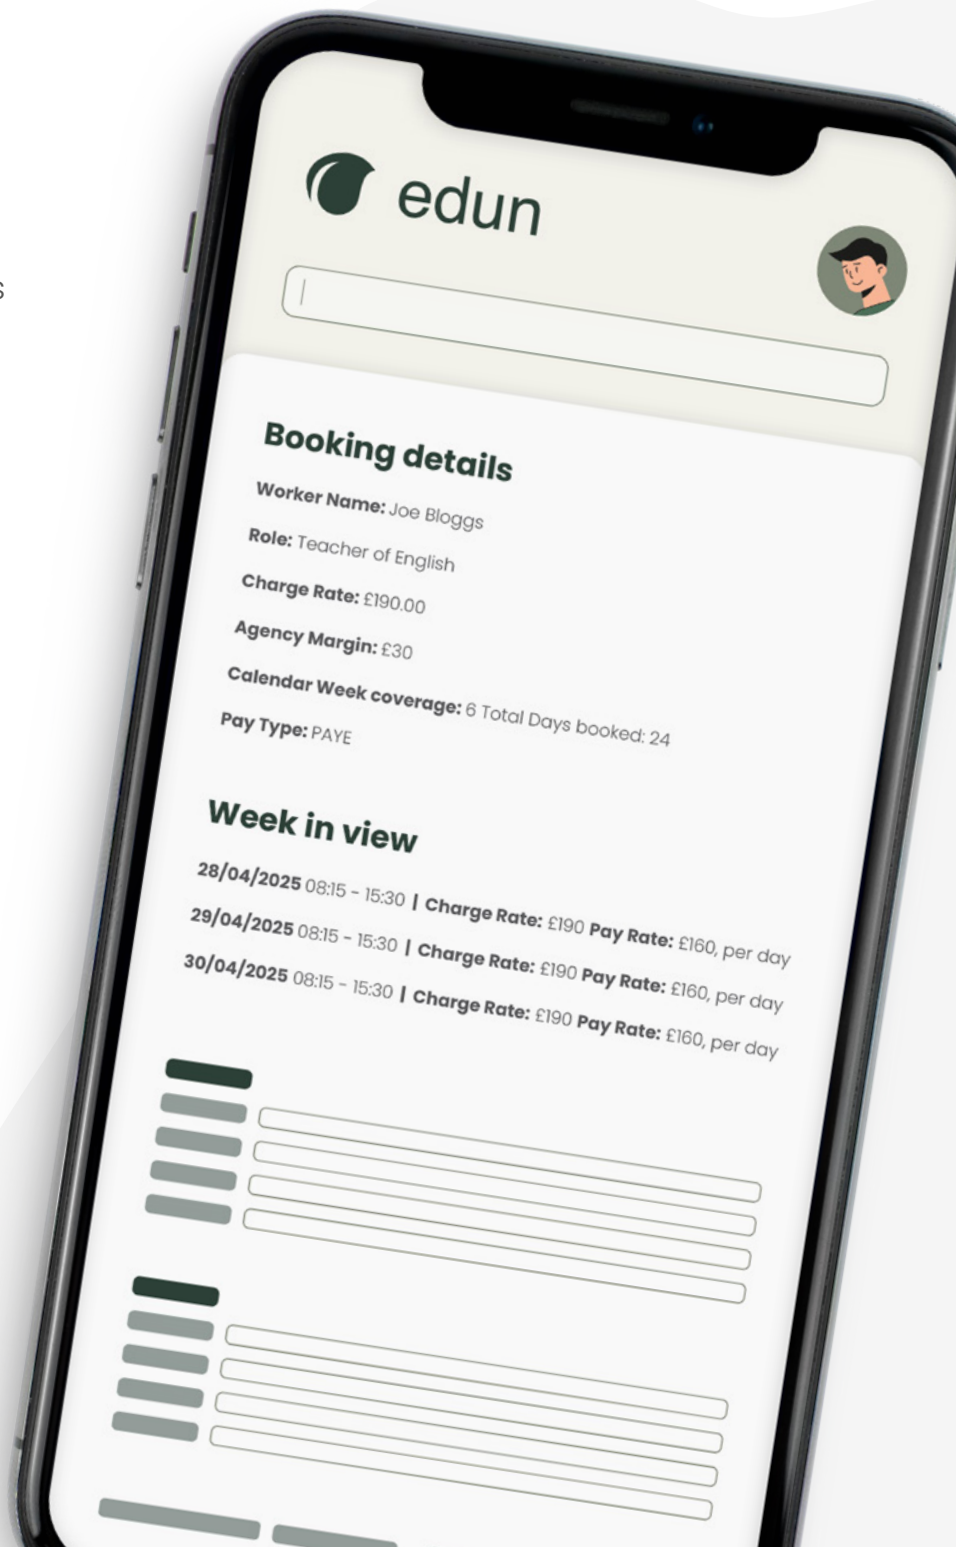 edun
s
Booking details
Worker Name: Joe Bloggs
Role: Teacher of English
Charge Rate: £190.00
Agency Margin: £30
Calendar Week coverage: 6 Total Days booked: 24
Pay Type: PAYE
Week in view
28/04/2025 08:15 - 15:30 | Charge Rate: £190 Pay Rate: £160, per day
29/04/2025 08:15 - 15:30 | Charge Rate: £190 Pay Rate: £160, per day
30/04/2025 08:15 - 15:30 | Charge Rate: £190 Pay Rate: £160, per day